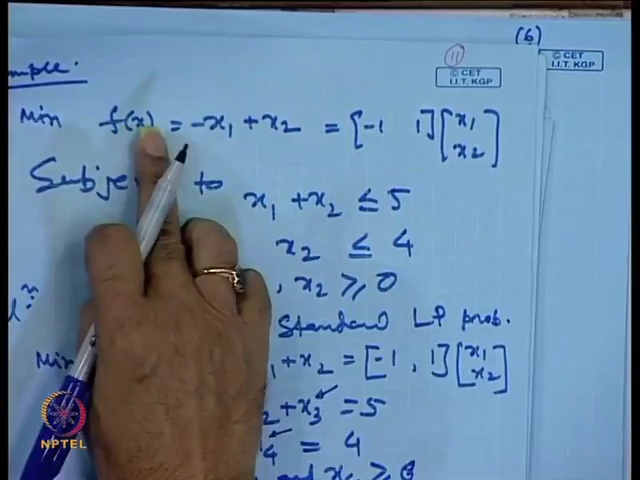 (6)
(11)
© CET
I.I.T. KGP
© CET
I.I.T. KGP
mple.
Min f(x) = -x₁ + x₂ = [-1 1] [x₁ x₂]
Subje to x₁ + x₂ ≤ 5
x₂ ≤ 4
, x₂ ≥ 0
Standard LP prob.
Min ₁ + x₂ = [-1 , 1] [x₁ x₂]
₂ + x₃ = 5
₄ = 4
NPTEL